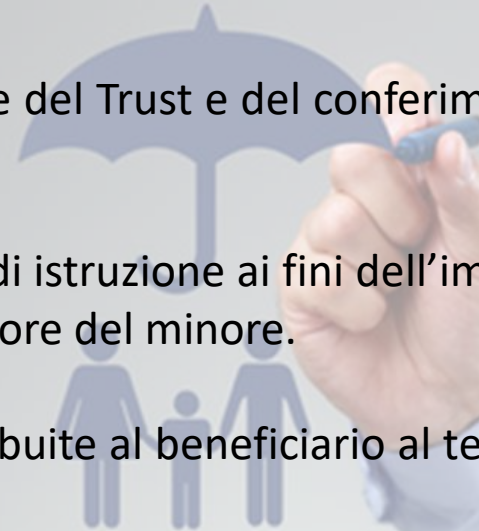 e del Trust e del conferim
di istruzione ai fini dell’im
ore del minore.
buite al beneficiario al te